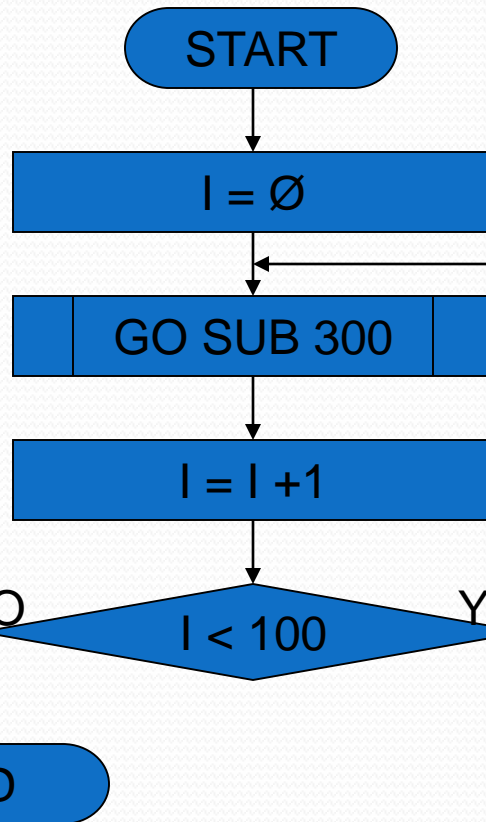 START
I = Ø
GO SUB 300
I = I +1
I < 100